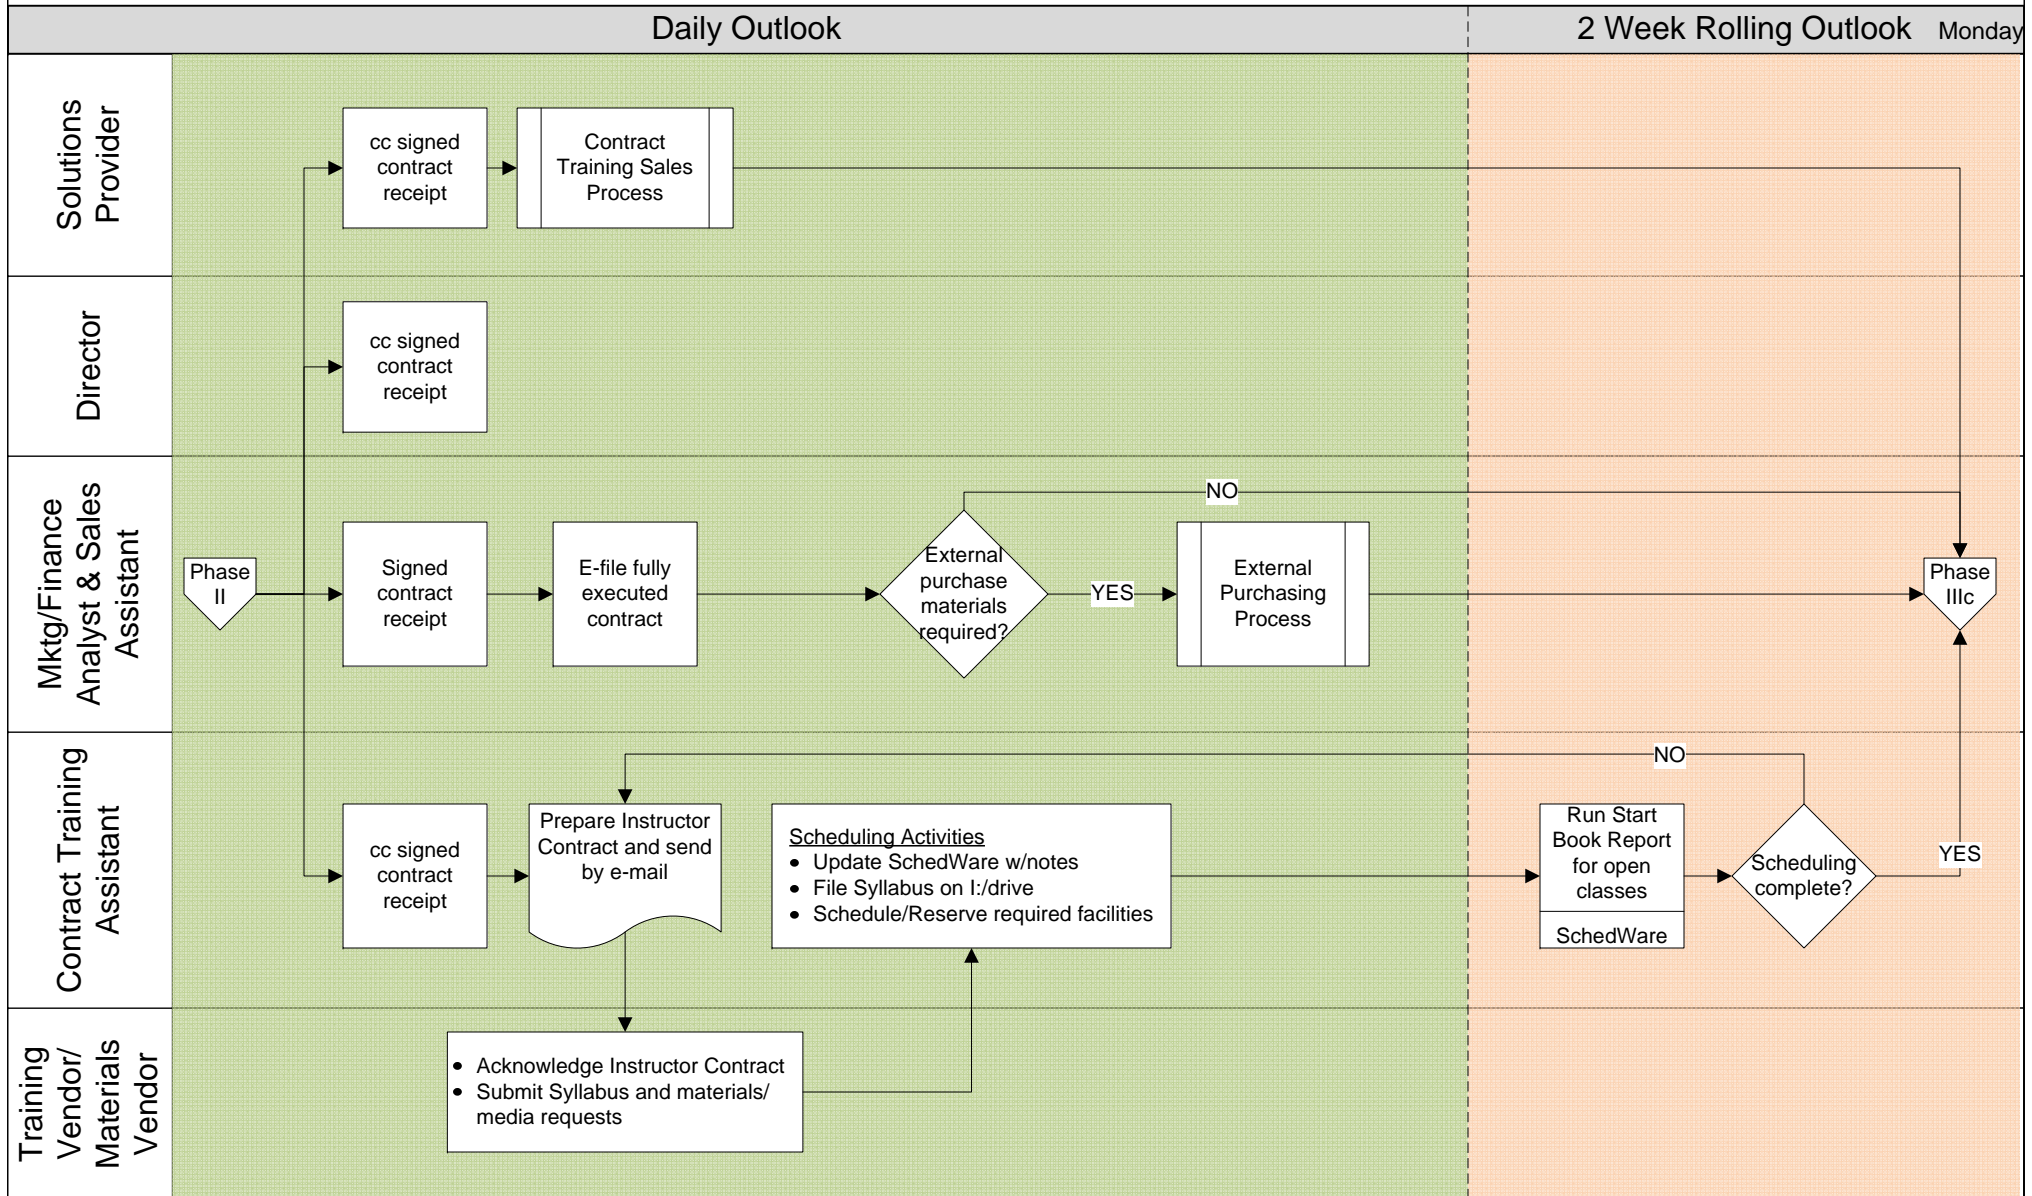 Daily Outlook
2 Week Rolling Outlook
Monday
Solutions
Provider
cc signed
contract
receipt
Contract
Training Sales
Process
Director
cc signed
contract
receipt
Mktg/Finance
Analyst & Sales
Assistant
Phase
II
Signed
contract
receipt
E-file fully
executed
contract
External
purchase
materials
required?
NO
YES
External
Purchasing
Process
Phase
IIIc
Contract Training
Assistant
cc signed
contract
receipt
Prepare Instructor
Contract and send
by e-mail
Scheduling Activities
• Update SchedWare w/notes
• File Syllabus on I:/drive
• Schedule/Reserve required facilities
Run Start
Book Report
for open
classes
SchedWare
NO
Scheduling
complete?
YES
Training
Vendor/
Materials
Vendor
• Acknowledge Instructor Contract
• Submit Syllabus and materials/
media requests